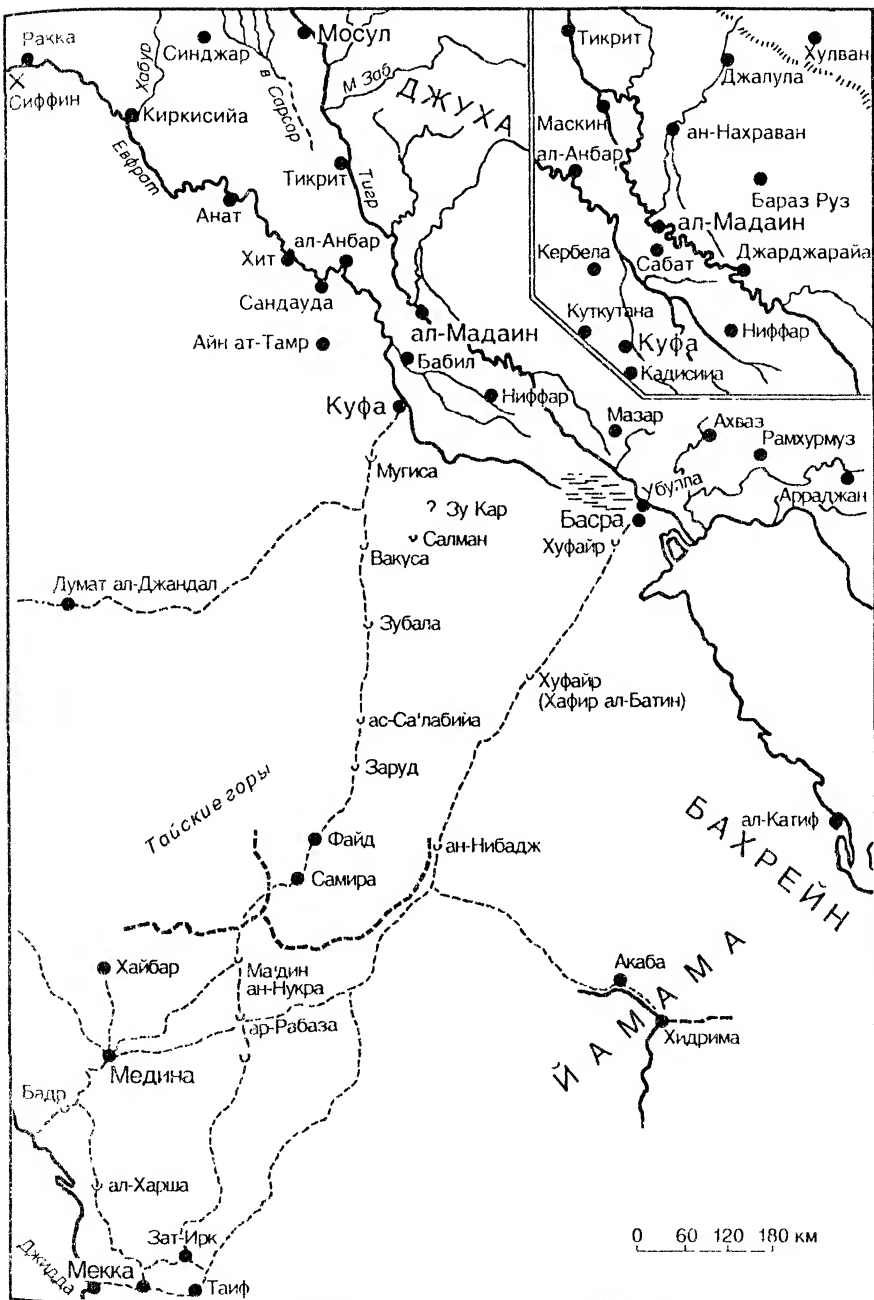 Ракка
Сиффин
Хабур
Синджар
в Сарсар
Мосул
М Заб
ДЖУХА
Киркисийа
Евфрат
Тикрит
Тигр
Анат
ал-Анбар
Хит
Сандауда
Айн ат-Тамр
ал-Мадаин
Бабил
Ниффар
Куфа
Тикрит
Хулван
Джалула
Маскин
ан-Нахраван
ал-Анбар
Бараз Руз
ал-Мадаин
Кербела
Сабат
Джарджарайа
Куткутана
Ниффар
Куфа
Кадисийа
Мазар
Ахваз
Рамхурмуз
Арраджан
Убулла
Басра
Хуфайр
Мугиса
? Зу Кар
Салман
Вакуса
Думат ал-Джандал
Зубала
Хуфайр
(Хафир ал-Батин)
ас-Са'лабийа
Заруд
Тайские горы
Файд
Самира
ан-Нибадж
ал-Катиф
БАХРЕЙН
Хайбар
Ма'дин
ан-Нукра
ар-Рабаза
Акаба
ЙАМАМА
Хидрима
Медина
Бадр
ал-Харша
Зат-Ирк
Джидда
Мекка
Таиф
0 60 120 180 км